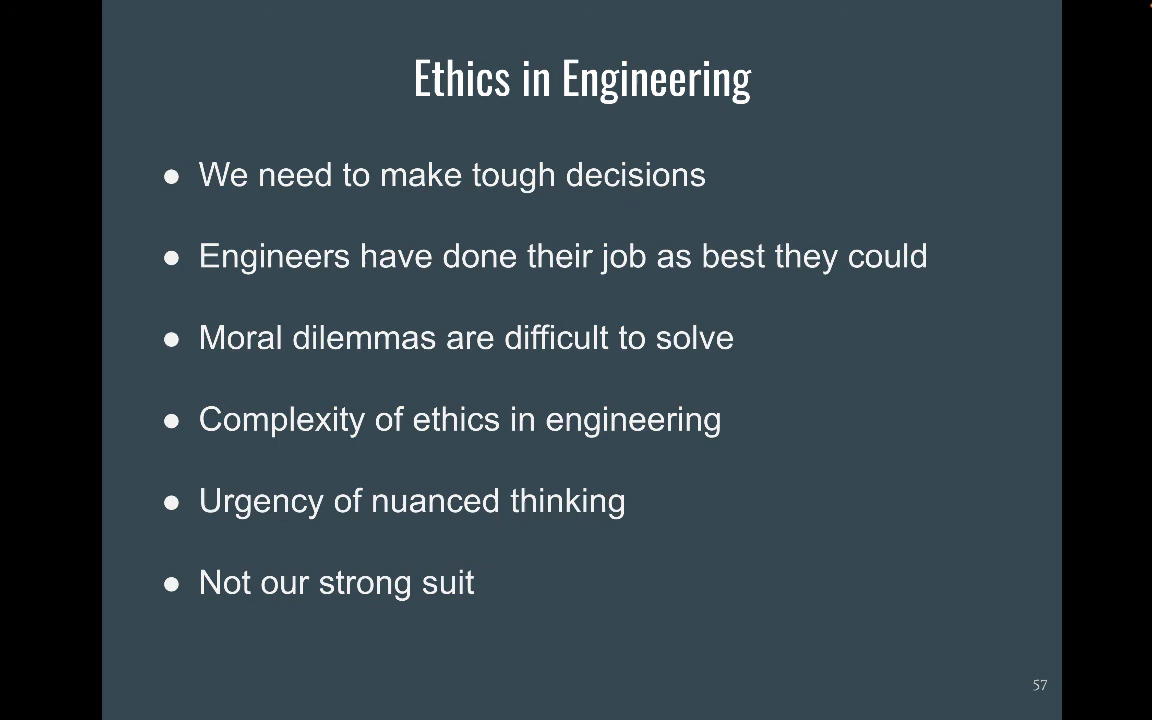 Ethics in Engineering
● We need to make tough decisions
● Engineers have done their job as best they could
● Moral dilemmas are difficult to solve
● Complexity of ethics in engineering
● Urgency of nuanced thinking
● Not our strong suit
57